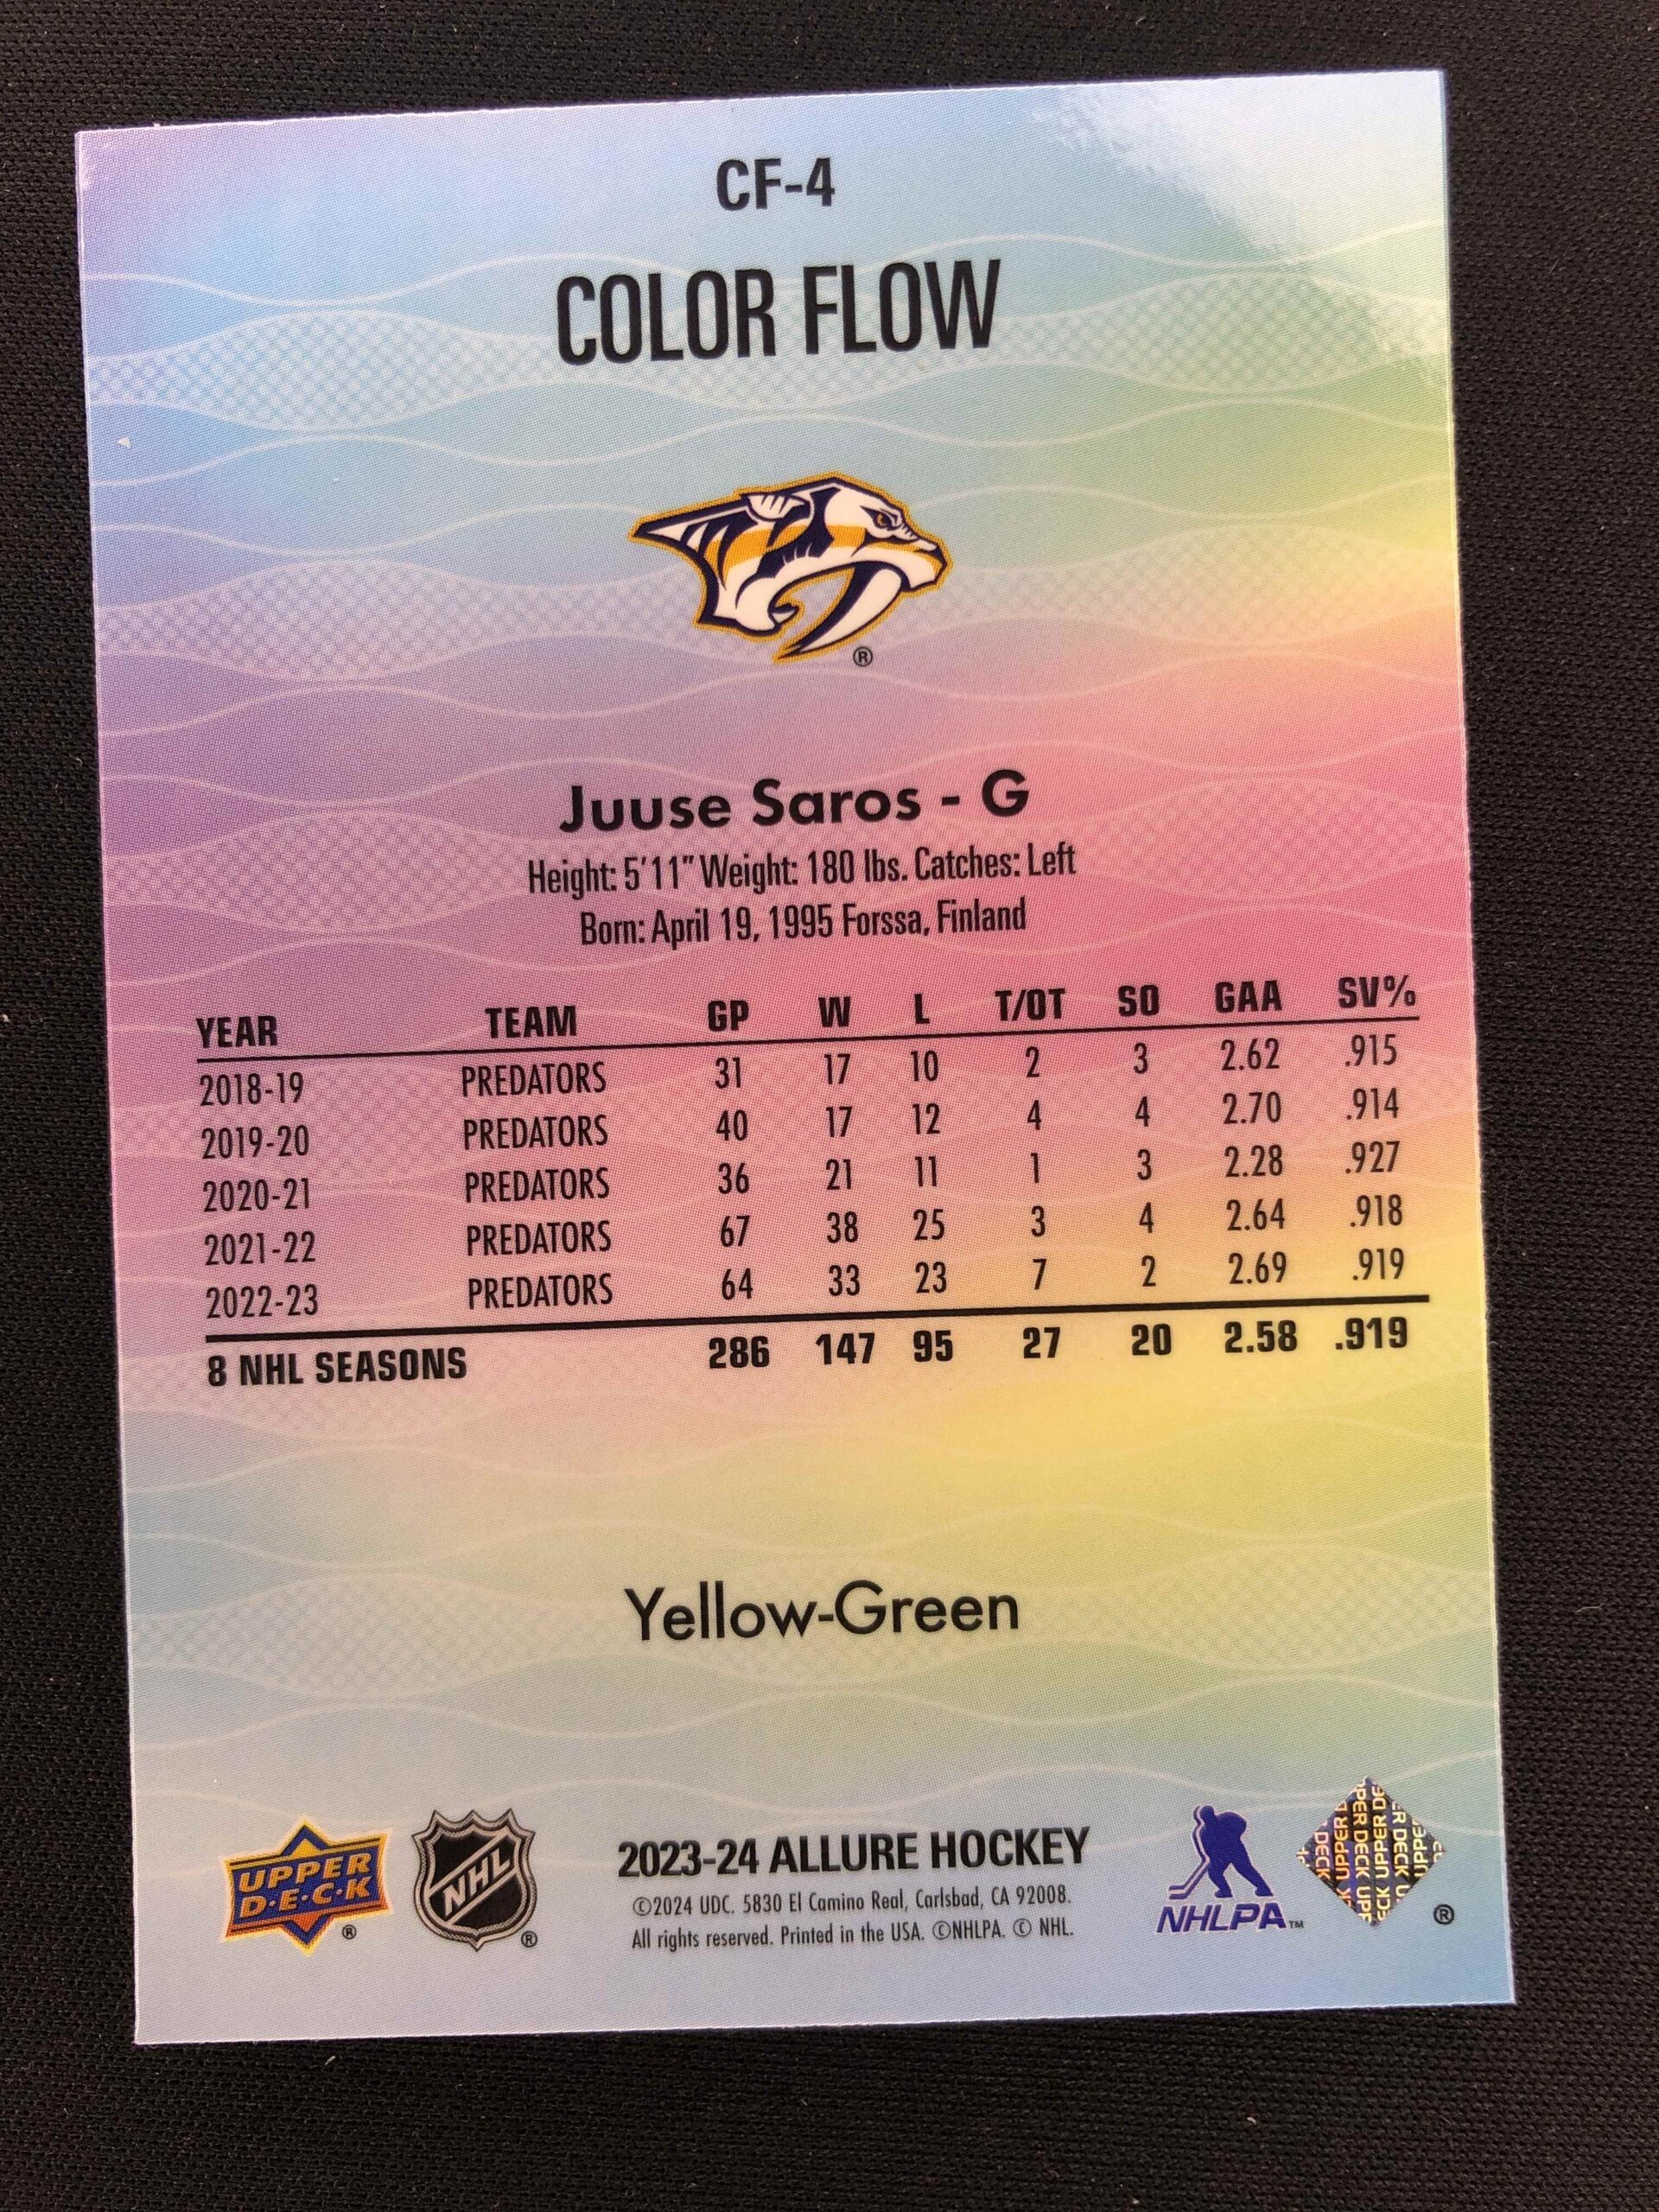 CF-4
COLOR FLOW
®
Juuse Saros - G
Height: 5'11" Weight: 180 lbs. Catches: Left
Born: April 19, 1995 Forssa, Finland
YEAR TEAM GP W L T/OT SO GAA SV%
2018-19 PREDATORS 31 17 10 2 3 2.62 .915
2019-20 PREDATORS 40 17 12 4 4 2.70 .914
2020-21 PREDATORS 36 21 11 1 3 2.28 .927
2021-22 PREDATORS 67 38 25 3 4 2.64 .918
2022-23 PREDATORS 64 33 23 7 2 2.69 .919
8 NHL SEASONS 286 147 95 27 20 2.58 .919
Yellow-Green
UPPER
D·E·C·K
®
NHL
®
2023-24 ALLURE HOCKEY
©2024 UDC. 5830 El Camino Real, Carlsbad, CA 92008.
All rights reserved. Printed in the USA. ©NHLPA. © NHL.
NHLPA™
UPPER DECK
®